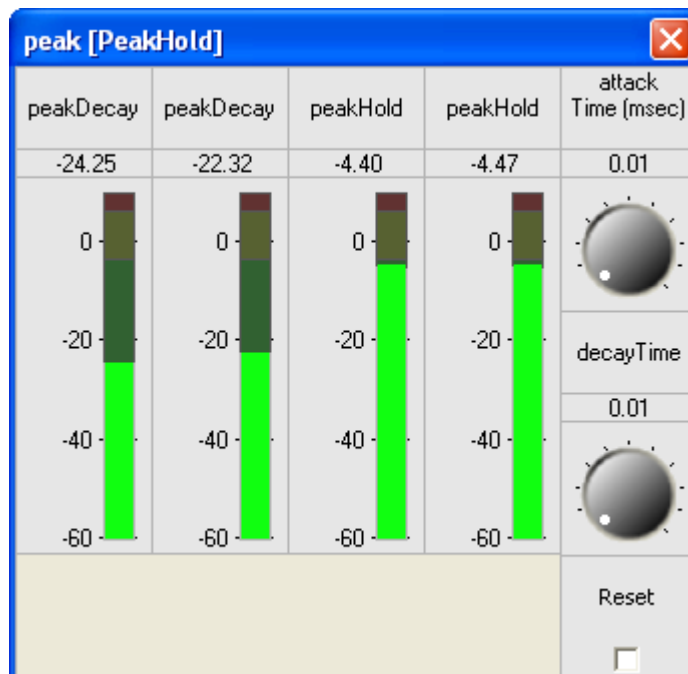 peak [PeakHold]
peakDecay peakDecay peakHold peakHold attack
Time (msec)
-24.25 -22.32 -4.40 -4.47 0.01
0 0 0 0
-20 -20 -20 -20
decayTime
0.01
-40 -40 -40 -40
-60 -60 -60 -60
Reset